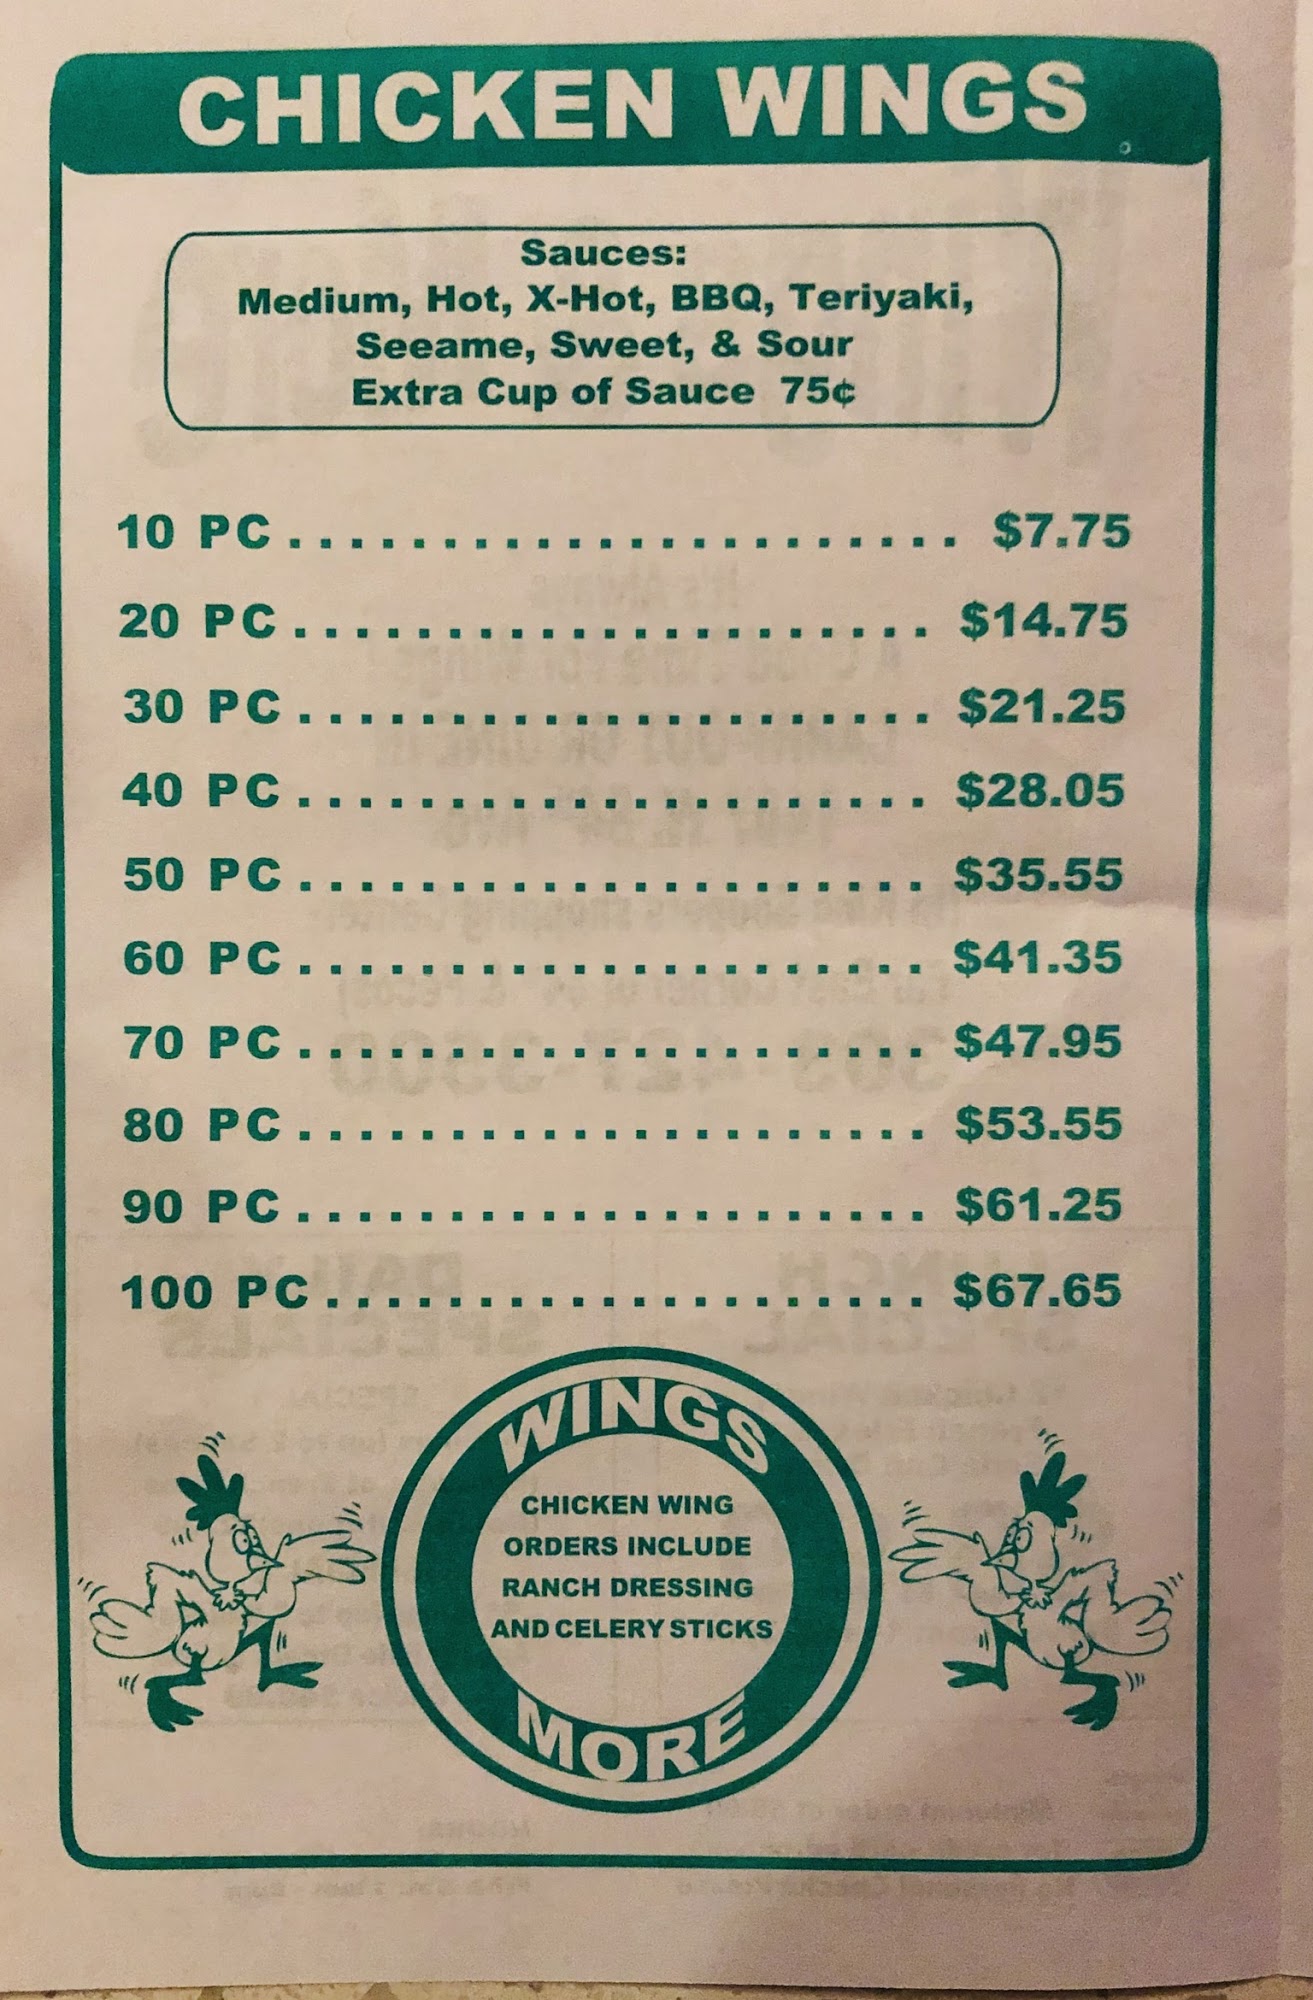 CHICKEN WINGS
Sauces:
Medium, Hot, X-Hot, BBQ, Teriyaki,
Seeame, Sweet, & Sour
Extra Cup of Sauce 75¢
10 PC ...................... $7.75
20 PC ..................... $14.75
30 PC ..................... $21.25
40 PC ..................... $28.05
50 PC ..................... $35.55
60 PC ..................... $41.35
70 PC ..................... $47.95
80 PC ..................... $53.55
90 PC ..................... $61.25
100 PC .................... $67.65
WINGS
CHICKEN WING
ORDERS INCLUDE
RANCH DRESSING
AND CELERY STICKS
MORE